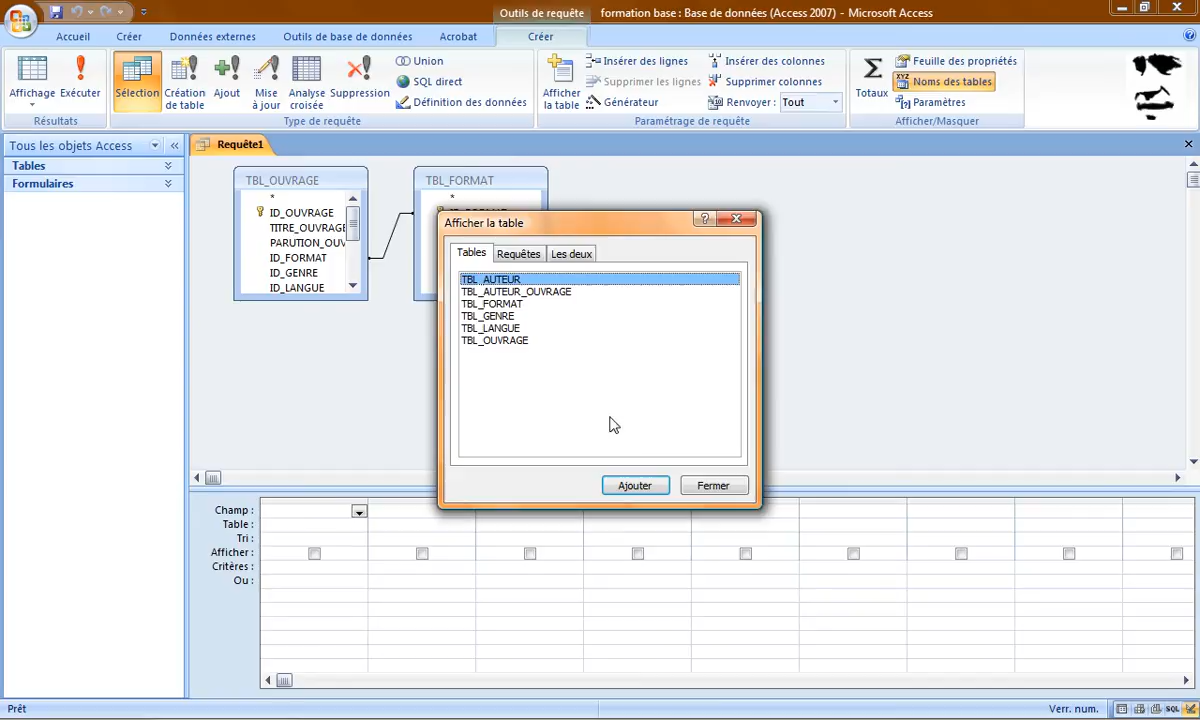 Outils de requête
formation base : Base de données (Access 2007) - Microsoft Access
Accueil
Créer
Données externes
Outils de base de données
Acrobat
Créer
Affichage
Exécuter
Résultats
Sélection
Création de table
Ajout
Mise à jour
Analyse croisée
Suppression
Union
SQL direct
Définition des données
Type de requête
Afficher la table
Insérer des lignes
Supprimer les lignes
Générateur
Insérer des colonnes
Supprimer colonnes
Renvoyer : Tout
Paramétrage de requête
Totaux
Feuille des propriétés
Noms des tables
Paramètres
Afficher/Masquer
Tous les objets Access
Tables
Formulaires
Requête1
TBL_OUVRAGE
*
ID_OUVRAGE
TITRE_OUVRAGE
PARUTION_OUV
ID_FORMAT
ID_GENRE
ID_LANGUE
TBL_FORMAT
*
Afficher la table
Tables
Requêtes
Les deux
TBL_AUTEUR
TBL_AUTEUR_OUVRAGE
TBL_FORMAT
TBL_GENRE
TBL_LANGUE
TBL_OUVRAGE
Ajouter
Fermer
Champ :
Table :
Tri :
Afficher :
Critères :
Ou :
Prêt
Verr. num.
SQL